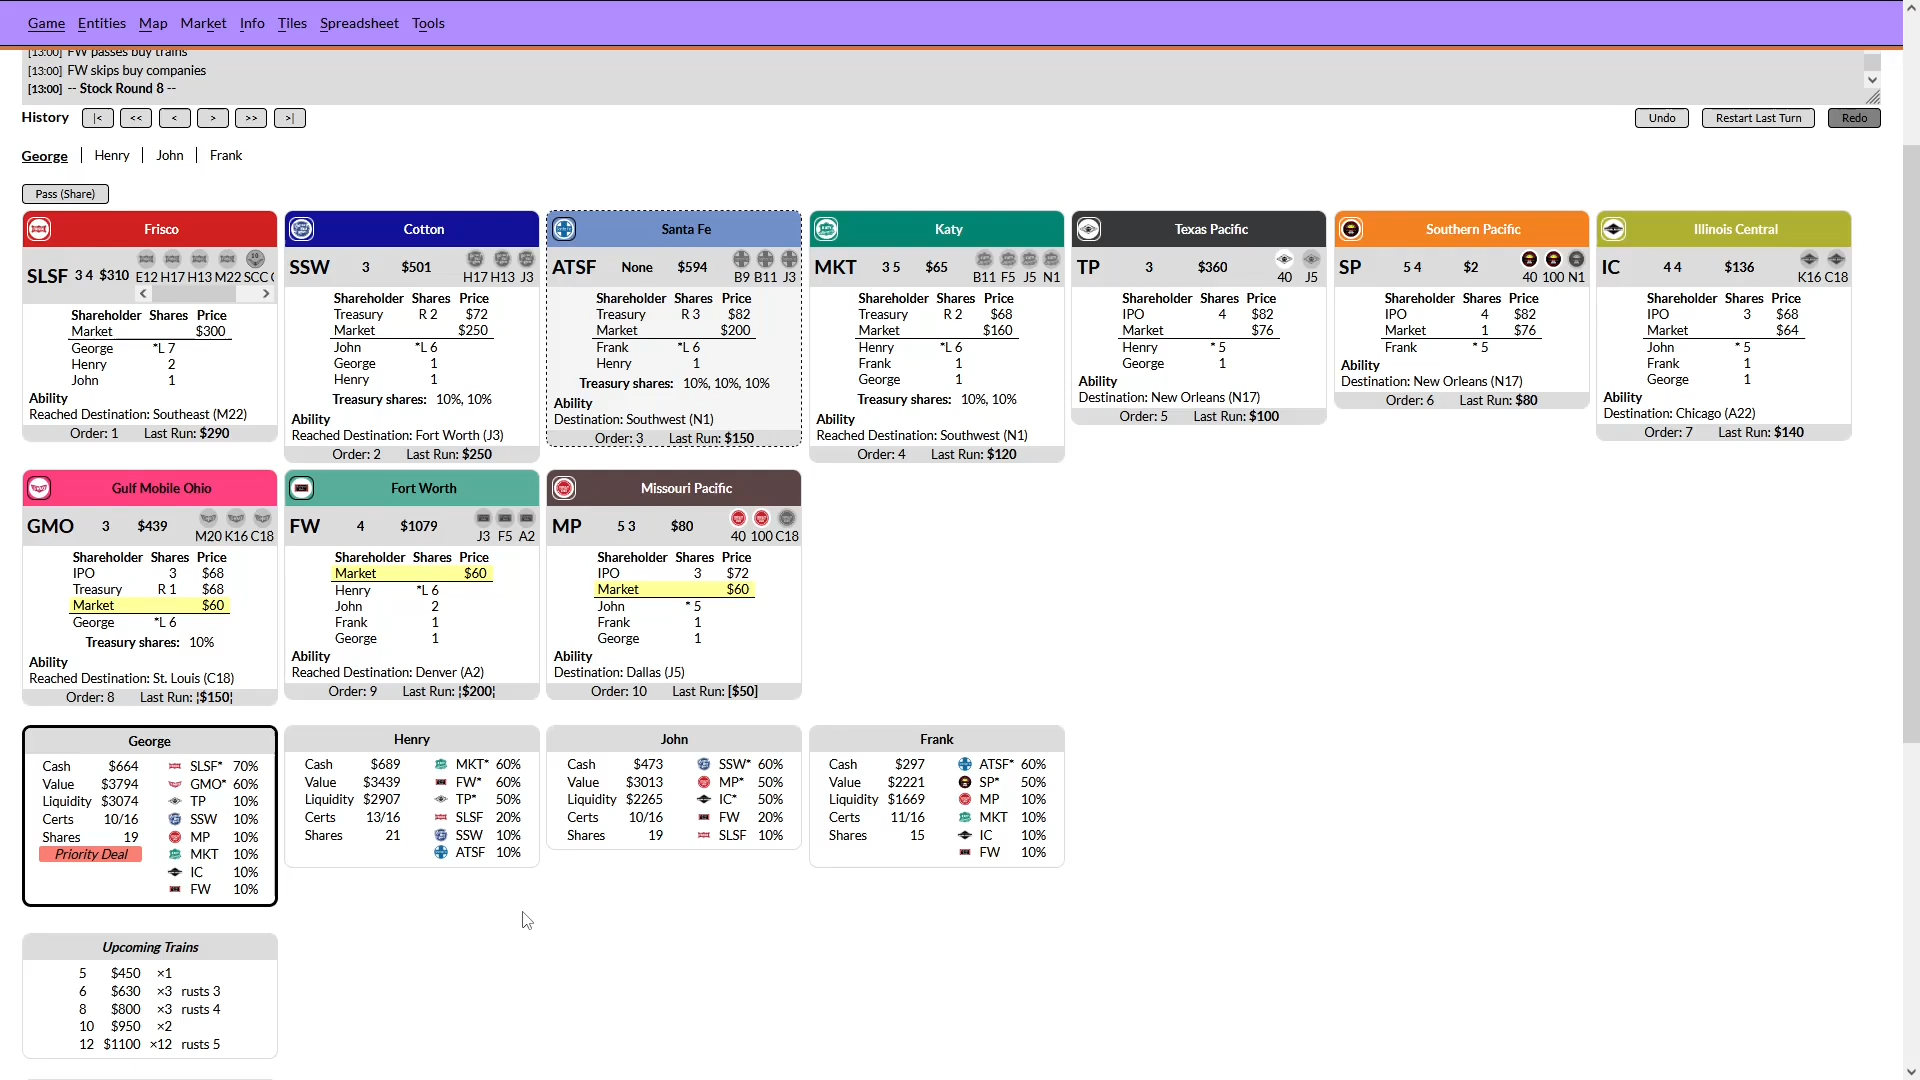 Game Entities Map Market Info Tiles Spreadsheet Tools
[13:00] FW passes buy trains
[13:00] FW skips buy companies
[13:00] -- Stock Round 8 --
History |< << < > >> >| Undo Restart Last Turn Redo
George Henry John Frank
Pass (Share)
Frisco
SLSF 3 4 $310 E12 H17 H13 M22 SCC
Shareholder Shares Price
Market $300
George *L 7
Henry 2
John 1
Ability
Reached Destination: Southeast (M22)
Order: 1 Last Run: $290
Cotton
SSW 3 $501 H17 H13 J3
Shareholder Shares Price
Treasury R 2 $72
Market $250
John *L 6
George 1
Henry 1
Treasury shares: 10%, 10%
Ability
Reached Destination: Fort Worth (J3)
Order: 2 Last Run: $250
Santa Fe
ATSF None $594 B9 B11 J3
Shareholder Shares Price
Treasury R 3 $82
Market $200
Frank *L 6
Henry 1
Treasury shares: 10%, 10%, 10%
Ability
Destination: Southwest (N1)
Order: 3 Last Run: $150
Katy
MKT 3 5 $65 B11 F5 J5 N1
Shareholder Shares Price
Treasury R 2 $68
Market $160
Henry *L 6
Frank 1
George 1
Treasury shares: 10%, 10%
Ability
Reached Destination: Southwest (N1)
Order: 4 Last Run: $120
Texas Pacific
TP 3 $360 40 J5
Shareholder Shares Price
IPO 4 $82
Market $76
Henry * 5
George 1
Ability
Destination: New Orleans (N17)
Order: 5 Last Run: $100
Southern Pacific
SP 5 4 $2 40 100 N1
Shareholder Shares Price
IPO 4 $82
Market 1 $76
Frank * 5
Ability
Destination: New Orleans (N17)
Order: 6 Last Run: $80
Illinois Central
IC 4 4 $136 K16 C18
Shareholder Shares Price
IPO 3 $68
Market $64
John * 5
Frank 1
George 1
Ability
Destination: Chicago (A22)
Order: 7 Last Run: $140
Gulf Mobile Ohio
GMO 3 $439 M20 K16 C18
Shareholder Shares Price
IPO 3 $68
Treasury R 1 $68
Market $60
George *L 6
Treasury shares: 10%
Ability
Reached Destination: St. Louis (C18)
Order: 8 Last Run: ¦$150¦
Fort Worth
FW 4 $1079 J3 F5 A2
Shareholder Shares Price
Market $60
Henry *L 6
John 2
Frank 1
George 1
Ability
Reached Destination: Denver (A2)
Order: 9 Last Run: ¦$200¦
Missouri Pacific
MP 5 3 $80 40 100 C18
Shareholder Shares Price
IPO 3 $72
Market $60
John * 5
Frank 1
George 1
Ability
Destination: Dallas (J5)
Order: 10 Last Run: [$50]
George
Cash $664 SLSF* 70%
Value $3794 GMO* 60%
Liquidity $3074 TP 10%
Certs 10/16 SSW 10%
Shares 19 MP 10%
Priority Deal MKT 10%
IC 10%
FW 10%
Henry
Cash $689 MKT* 60%
Value $3439 FW* 60%
Liquidity $2907 TP* 50%
Certs 13/16 SLSF 20%
Shares 21 SSW 10%
ATSF 10%
John
Cash $473 SSW* 60%
Value $3013 MP* 50%
Liquidity $2265 IC* 50%
Certs 10/16 FW 20%
Shares 19 SLSF 10%
Frank
Cash $297 ATSF* 60%
Value $2221 SP* 50%
Liquidity $1669 MP 10%
Certs 11/16 MKT 10%
Shares 15 IC 10%
FW 10%
Upcoming Trains
5 $450 ×1
6 $630 ×3 rusts 3
8 $800 ×3 rusts 4
10 $950 ×2
12 $1100 ×12 rusts 5